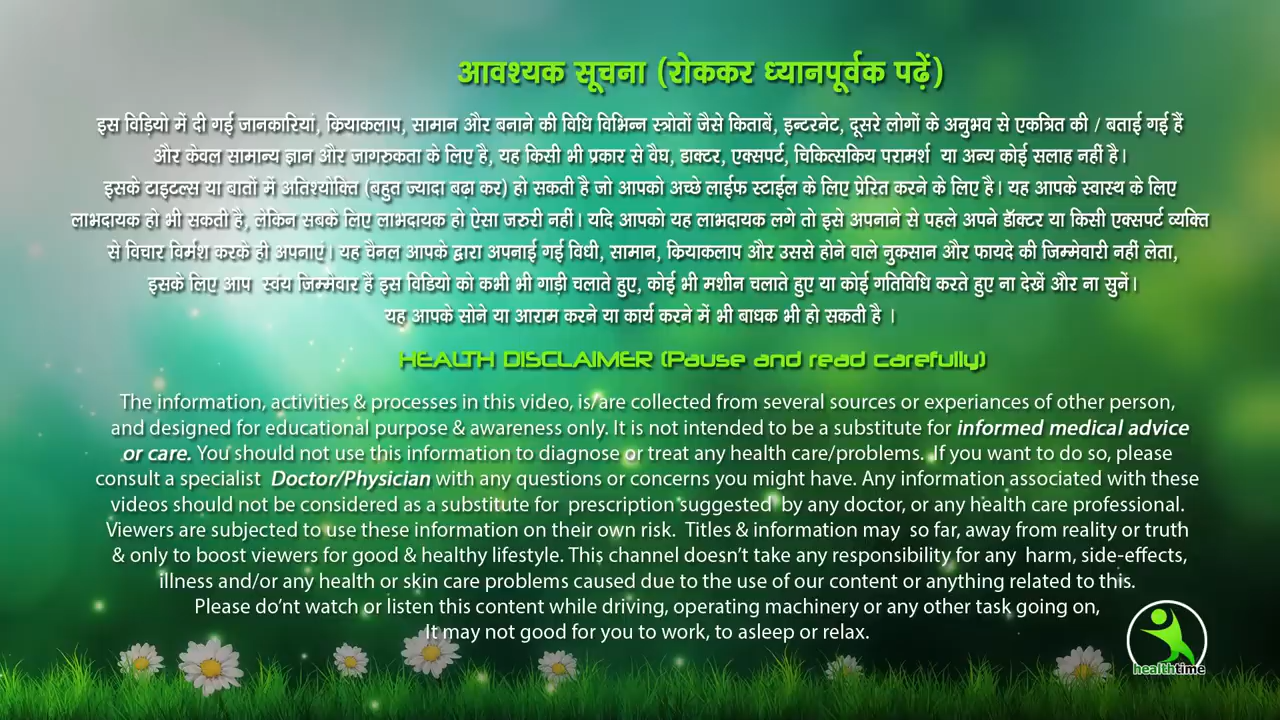 आवश्यक सूचना (रोककर ध्यानपूर्वक पढ़ें)
इस विड़ियो में दी गई जानकारियां, क्रियाकलाप, सामान और बनाने की विधि विभिन्न स्त्रोतों जैसे किताबें, इन्टरनेट, दूसरे लोगों के अनुभव से एकत्रित की / बताई गई हैं
और केवल सामान्य ज्ञान और जागरुकता के लिए है, यह किसी भी प्रकार से वैघ, डाक्टर, एक्सपर्ट, चिकित्सकिय परामर्श या अन्य कोई सलाह नहीं है।
इसके टाइटल्स या बातों में अतिश्योक्ति (बहुत ज्यादा बढ़ा कर) हो सकती है जो आपको अच्छे लाईफ स्टाईल के लिए प्रेरित करने के लिए है। यह आपके स्वास्थ के लिए
लाभदायक हो भी सकती है, लेकिन सबके लिए लाभदायक हो ऐसा जरुरी नहीं। यदि आपको यह लाभदायक लगे तो इसे अपनाने से पहले अपने डॉक्टर या किसी एक्सपर्ट व्यक्ति
से विचार विर्मश करके ही अपनाएं। यह चैनल आपके द्वारा अपनाई गई विधी, सामान, क्रियाकलाप और उससे होने वाले नुकसान और फायदे की जिम्मेवारी नहीं लेता,
इसके लिए आप स्वंय जिम्मेवार हैं इस विडियो को कभी भी गाड़ी चलाते हुए, कोई भी मशीन चलाते हुए या कोई गतिविधि करते हुए ना देखें और ना सुनें।
यह आपके सोने या आराम करने या कार्य करने में भी बाधक भी हो सकती है ।
HEALTH DISCLAIMER (Pause and read carefully)
The information, activities & processes in this video, is/are collected from several sources or experiances of other person,
and designed for educational purpose & awareness only. It is not intended to be a substitute for informed medical advice
or care. You should not use this information to diagnose or treat any health care/problems. If you want to do so, please
consult a specialist Doctor/Physician with any questions or concerns you might have. Any information associated with these
videos should not be considered as a substitute for prescription suggested by any doctor, or any health care professional.
Viewers are subjected to use these information on their own risk. Titles & information may so far, away from reality or truth
& only to boost viewers for good & healthy lifestyle. This channel doesn't take any responsibility for any harm, side-effects,
illness and/or any health or skin care problems caused due to the use of our content or anything related to this.
Please do'nt watch or listen this content while driving, operating machinery or any other task going on,
It may not good for you to work, to asleep or relax.
healthtime